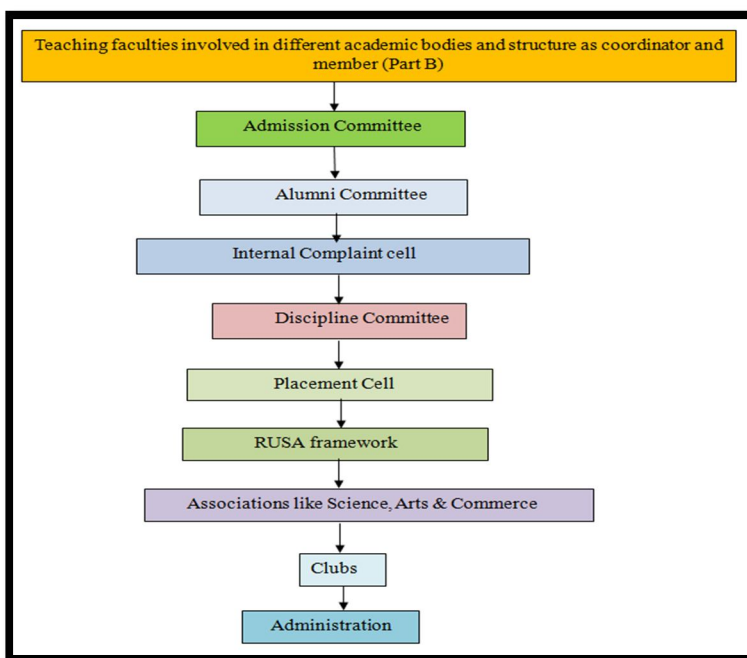 Teaching faculties involved in different academic bodies and structure as coordinator and
member (Part B)
Admission Committee
Alumni Committee
Internal Complaint cell
Discipline Committee
Placement Cell
RUSA framework
Associations like Science, Arts & Commerce
Clubs
Administration